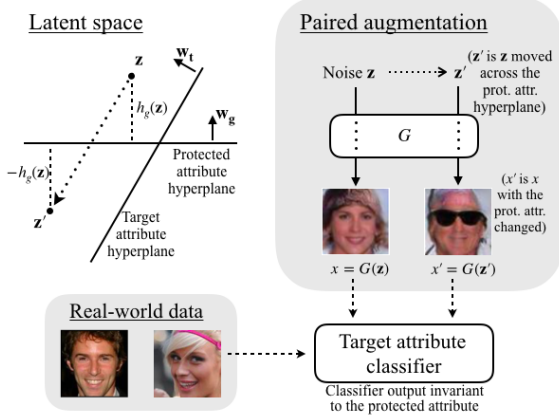 Latent space
z
w_t
h_g(z)
w_g
Protected
attribute
hyperplane
−h_g(z)
z′
Target
attribute
hyperplane
Paired augmentation
Noise z
z′
(z′ is z moved
across the
prot. attr.
hyperplane)
G
(x′ is x
with the
prot. attr.
changed)
x = G(z)
x′ = G(z′)
Real-world data
Target attribute
classifier
Classifier output invariant
to the protected attribute